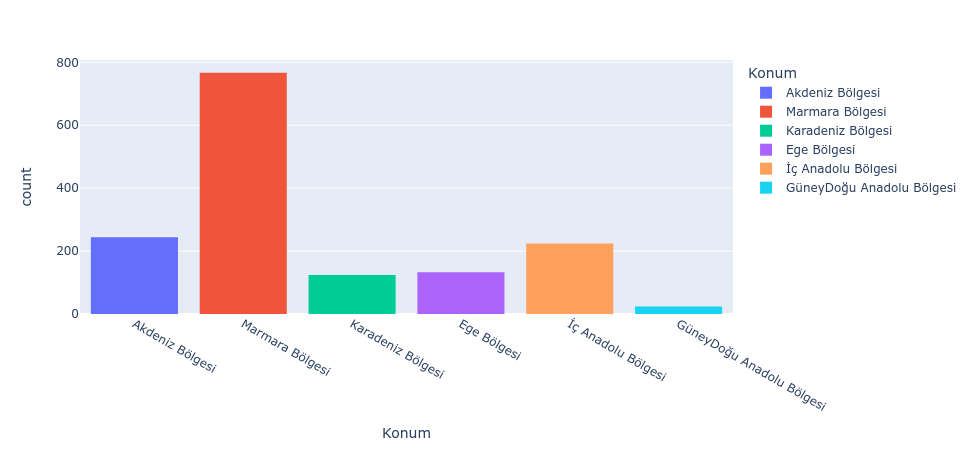 800
600
400
200
0
count
Akdeniz Bölgesi
Marmara Bölgesi
Karadeniz Bölgesi
Ege Bölgesi
İç Anadolu Bölgesi
GüneyDoğu Anadolu Bölgesi
Konum
Konum
Akdeniz Bölgesi
Marmara Bölgesi
Karadeniz Bölgesi
Ege Bölgesi
İç Anadolu Bölgesi
GüneyDoğu Anadolu Bölgesi